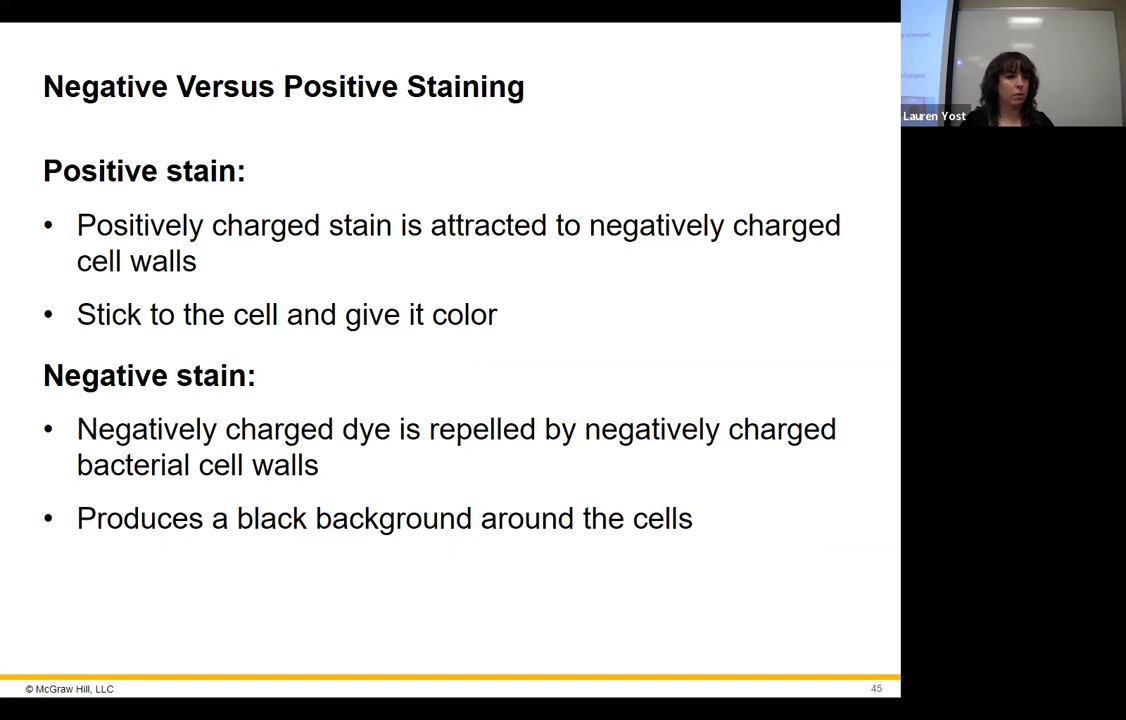 Negative Versus Positive Staining
Positive stain:
• Positively charged stain is attracted to negatively charged
cell walls
• Stick to the cell and give it color
Negative stain:
• Negatively charged dye is repelled by negatively charged
bacterial cell walls
• Produces a black background around the cells
© McGraw Hill, LLC
45
charged
charged
Lauren Yost